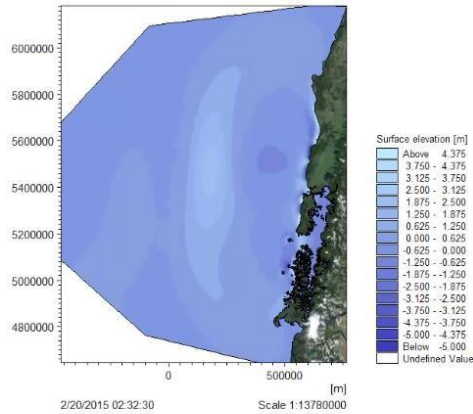 6000000
5800000
5600000
5400000
5200000
5000000
4800000
0
500000
[m]
2/20/2015 02:32:30
Scale 1:13780000
Surface elevation [m]
Above 4.375
3.750 - 4.375
3.125 - 3.750
2.500 - 3.125
1.875 - 2.500
1.250 - 1.875
0.625 - 1.250
0.000 - 0.625
-0.625 - 0.000
-1.250 - -0.625
-1.875 - -1.250
-2.500 - -1.875
-3.125 - -2.500
-3.750 - -3.125
-4.375 - -3.750
-5.000 - -4.375
Below -5.000
Undefined Value